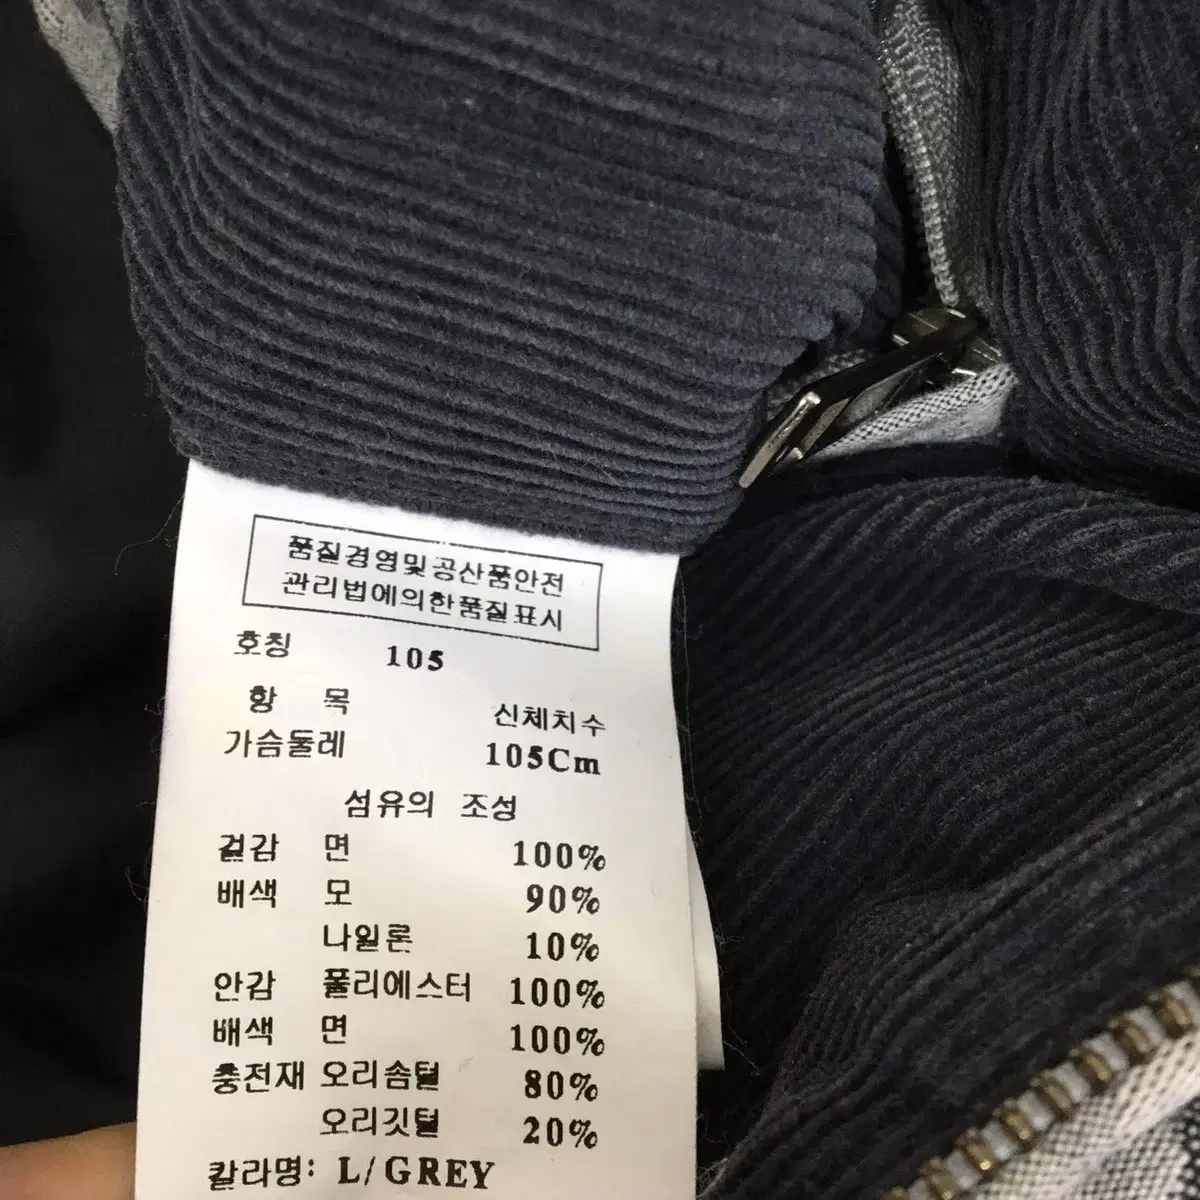 품질경영및공산품안전
관리법에의한품질표시
호칭 105
항 목 신체치수
가슴둘레 105Cm
섬유의 조성
겉감 면 100%
배색 모 90%
나일론 10%
안감 폴리에스터 100%
배색 면 100%
충전재 오리솜털 80%
오리깃털 20%
칼라명: L/GREY